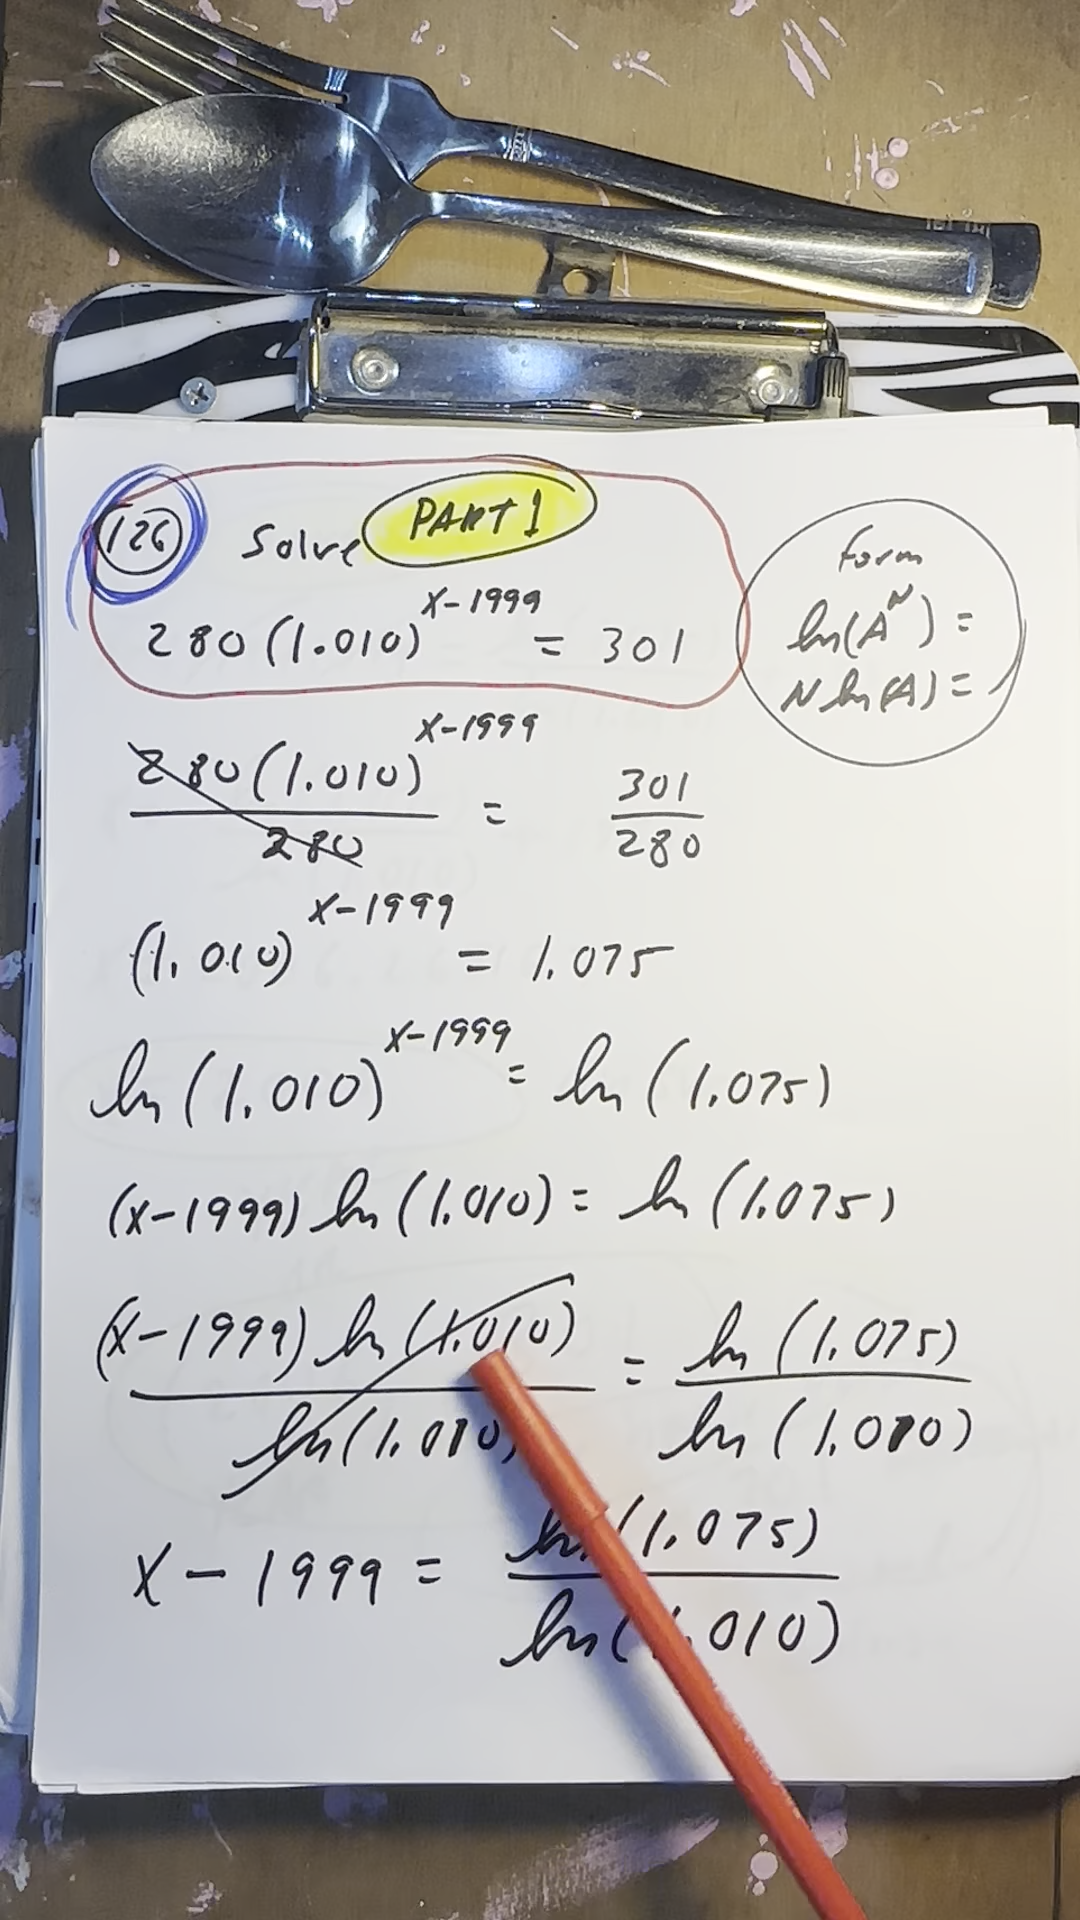 126 Solve PART 1
280(1.010)^x-1999 = 301
Form
ln(A^N) =
N ln(A) =
280(1.010)^x-1999 / 280 = 301 / 280
(1.010)^x-1999 = 1.075
ln(1.010)^x-1999 = ln(1.075)
(x-1999) ln(1.010) = ln(1.075)
(x-1999) ln(1.010) / ln(1.010) = ln(1.075) / ln(1.010)
x - 1999 = ln(1.075) / ln(1.010)